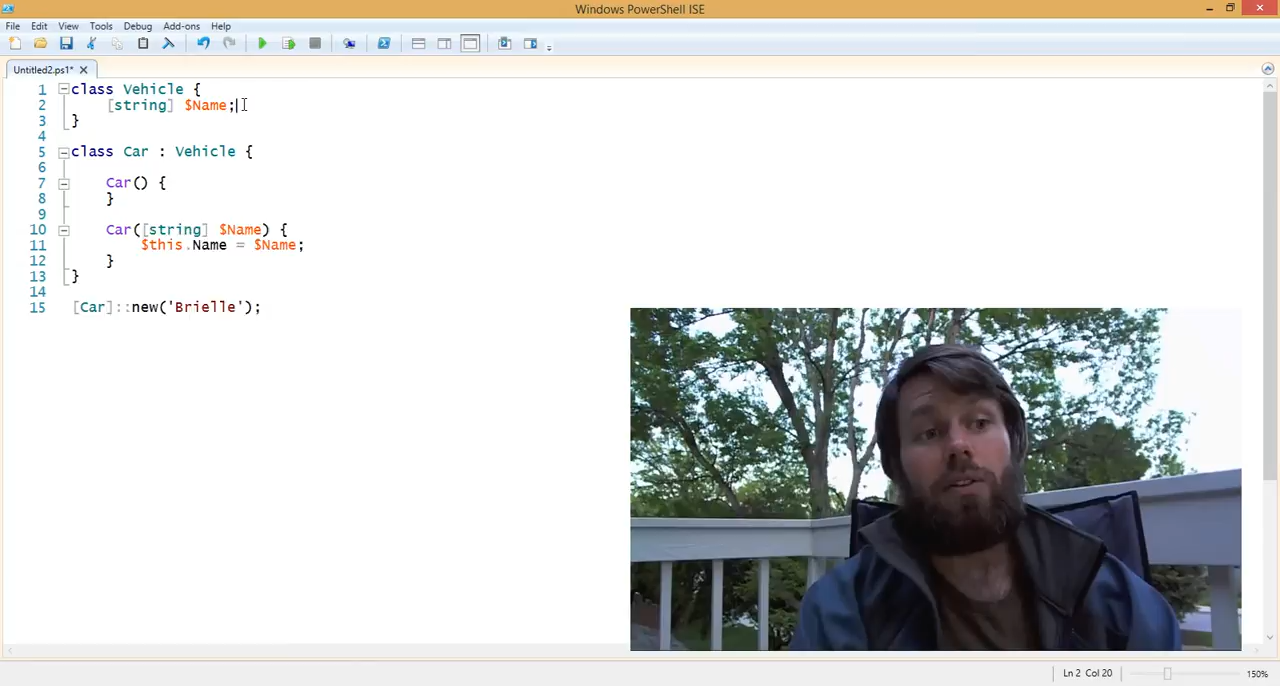 Windows PowerShell ISE
File Edit View Tools Debug Add-ons Help
Untitled2.ps1*
1 class Vehicle {
2 [string] $Name;
3 }
4
5 class Car : Vehicle {
6
7 Car() {
8 }
9
10 Car([string] $Name) {
11 $this.Name = $Name;
12 }
13 }
14
15 [Car]::new('Brielle');
Ln 2 Col 20 150%